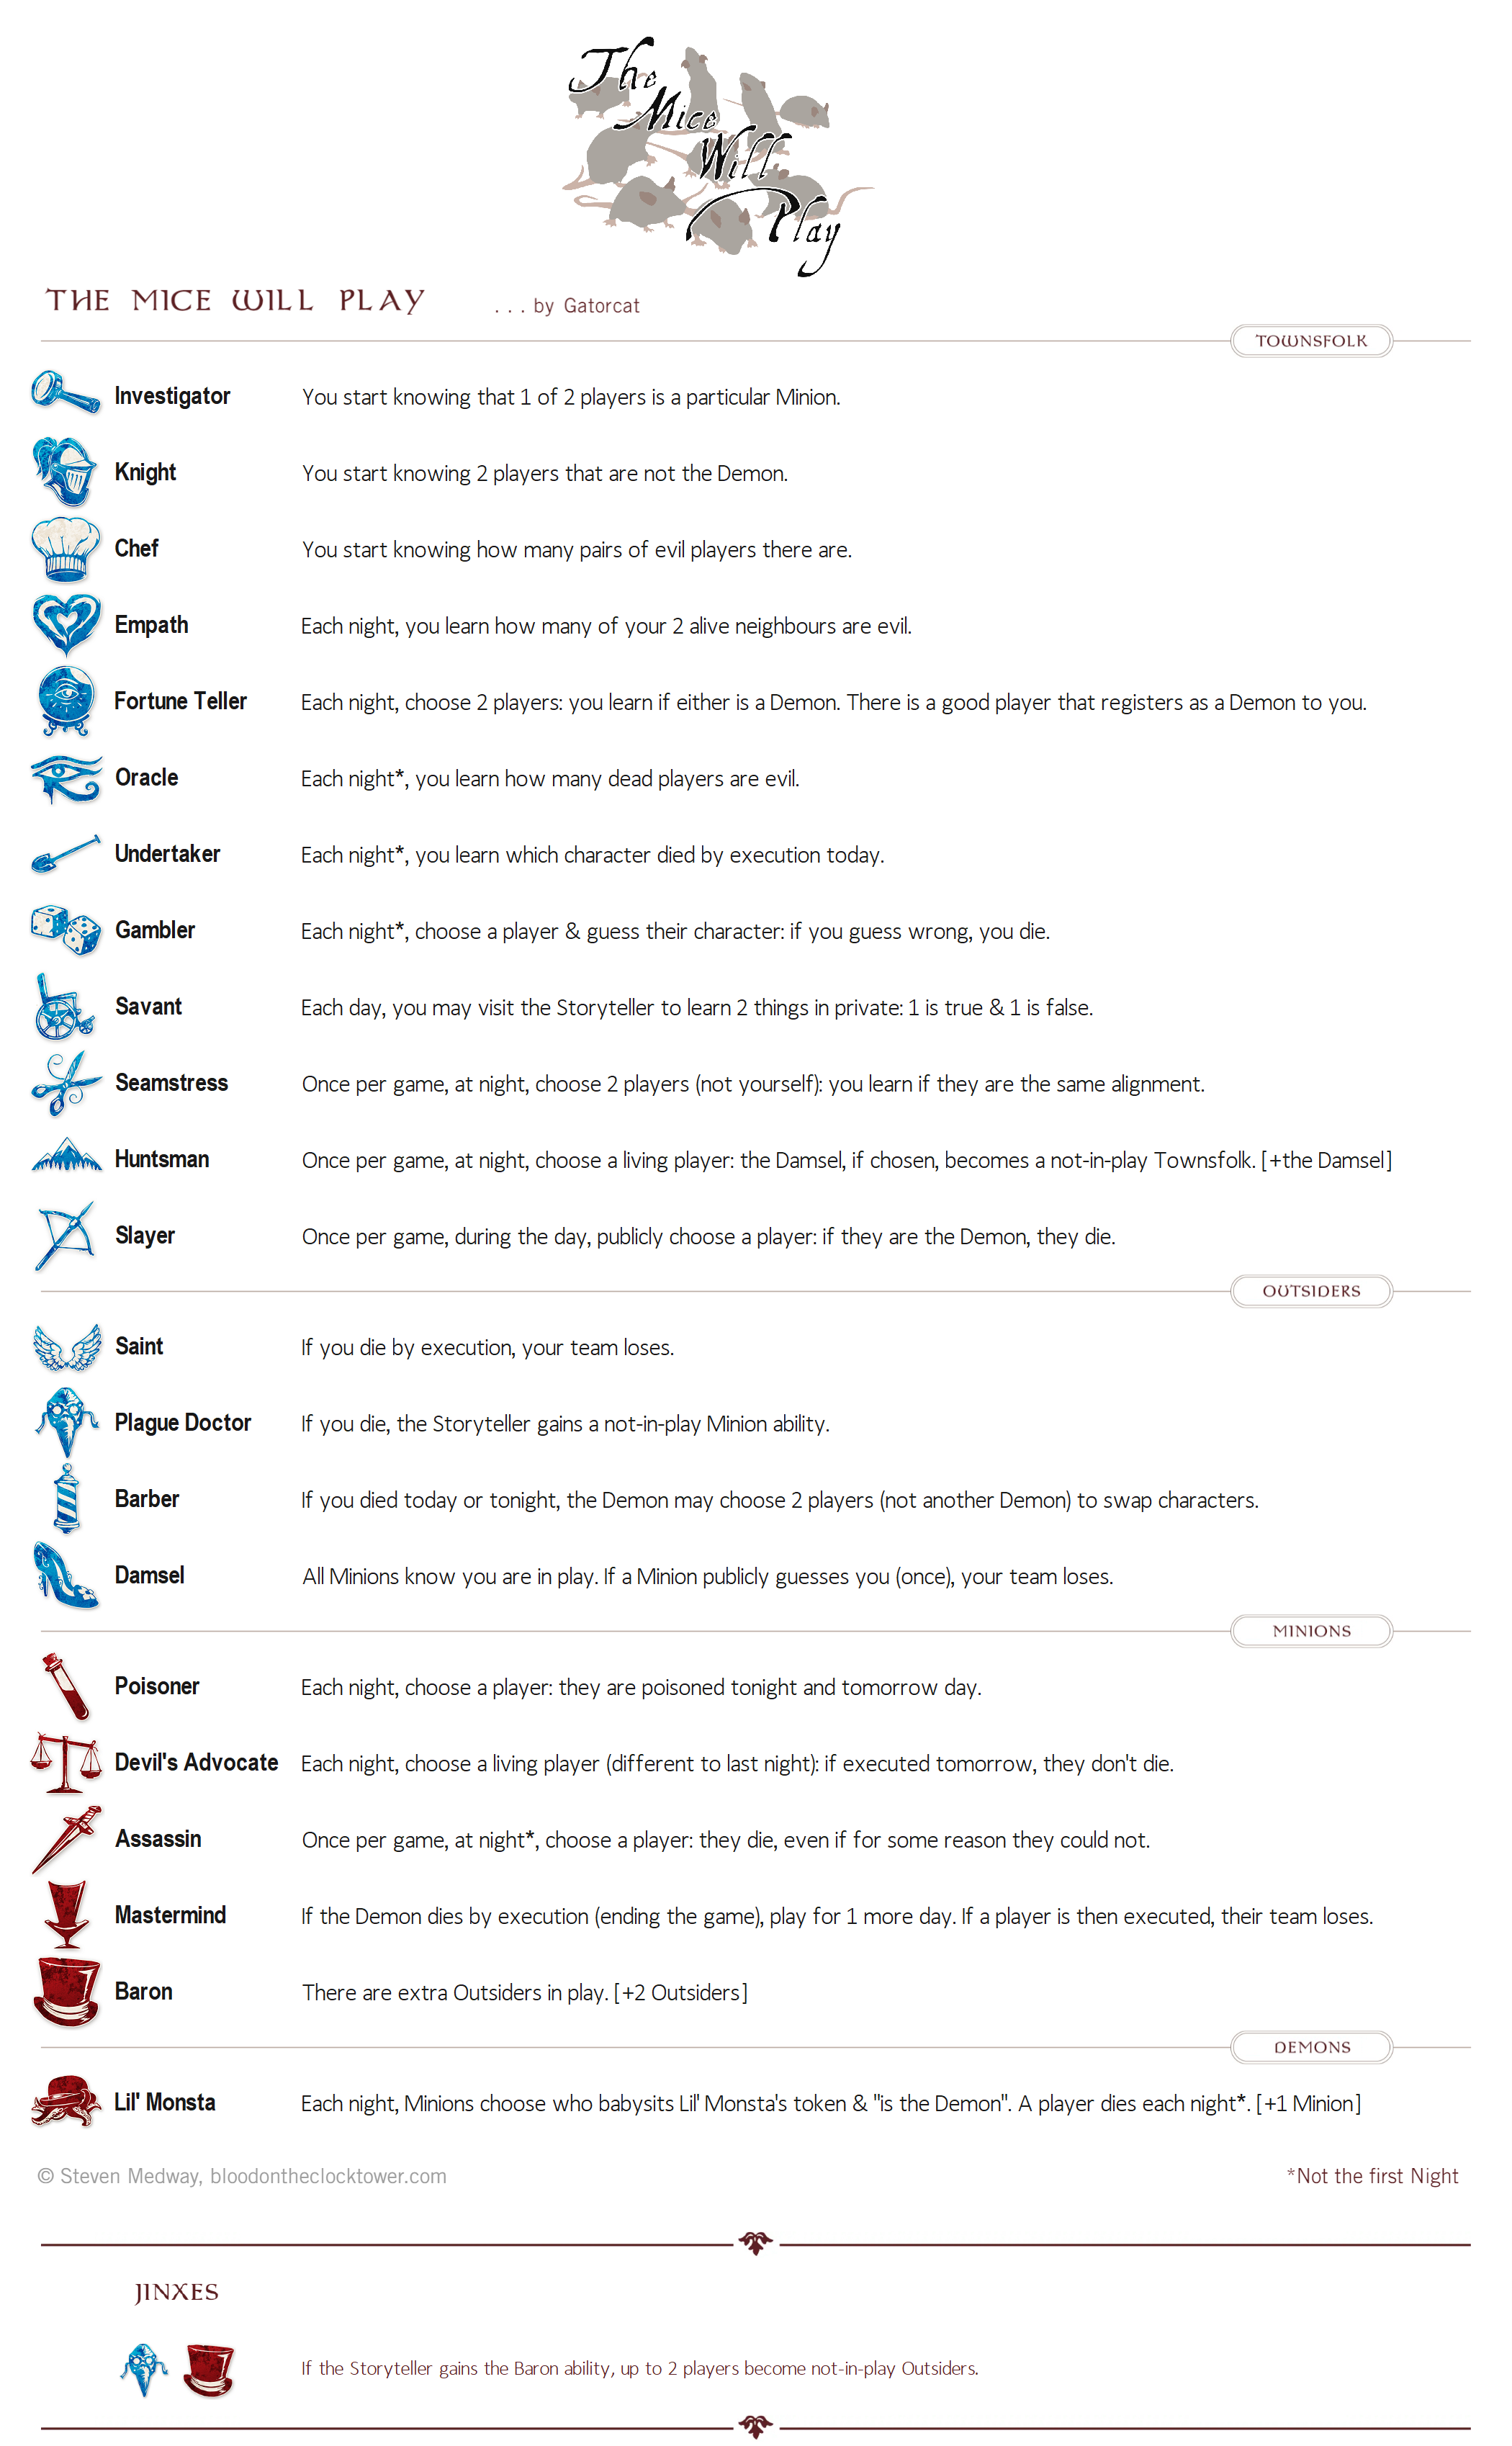 The
Mice
Will
Play
THE MICE WILL PLAY . . . by Gatorcat
TOWNSFOLK
Investigator You start knowing that 1 of 2 players is a particular Minion.
Knight You start knowing 2 players that are not the Demon.
Chef You start knowing how many pairs of evil players there are.
Empath Each night, you learn how many of your 2 alive neighbours are evil.
Fortune Teller Each night, choose 2 players: you learn if either is a Demon. There is a good player that registers as a Demon to you.
Oracle Each night*, you learn how many dead players are evil.
Undertaker Each night*, you learn which character died by execution today.
Gambler Each night*, choose a player & guess their character: if you guess wrong, you die.
Savant Each day, you may visit the Storyteller to learn 2 things in private: 1 is true & 1 is false.
Seamstress Once per game, at night, choose 2 players (not yourself): you learn if they are the same alignment.
Huntsman Once per game, at night, choose a living player: the Damsel, if chosen, becomes a not-in-play Townsfolk. [+the Damsel]
Slayer Once per game, during the day, publicly choose a player: if they are the Demon, they die.
OUTSIDERS
Saint If you die by execution, your team loses.
Plague Doctor If you die, the Storyteller gains a not-in-play Minion ability.
Barber If you died today or tonight, the Demon may choose 2 players (not another Demon) to swap characters.
Damsel All Minions know you are in play. If a Minion publicly guesses you (once), your team loses.
MINIONS
Poisoner Each night, choose a player: they are poisoned tonight and tomorrow day.
Devil's Advocate Each night, choose a living player (different to last night): if executed tomorrow, they don't die.
Assassin Once per game, at night*, choose a player: they die, even if for some reason they could not.
Mastermind If the Demon dies by execution (ending the game), play for 1 more day. If a player is then executed, their team loses.
Baron There are extra Outsiders in play. [+2 Outsiders]
DEMONS
Lil' Monsta Each night, Minions choose who babysits Lil' Monsta's token & "is the Demon". A player dies each night*. [+1 Minion]
© Steven Medway, bloodontheclocktower.com *Not the first Night
JINXES
If the Storyteller gains the Baron ability, up to 2 players become not-in-play Outsiders.